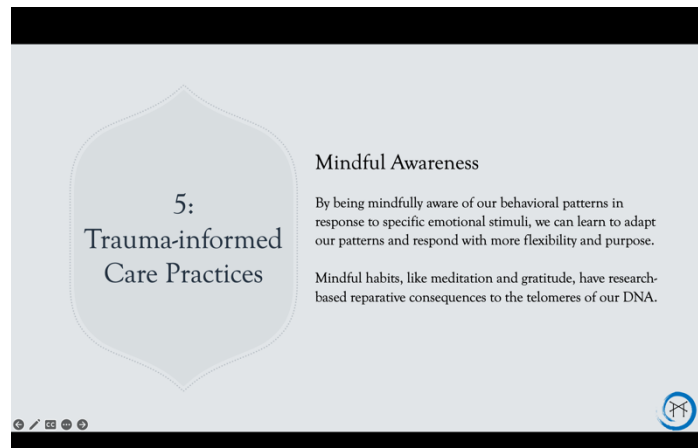 5:
Trauma-informed
Care Practices
Mindful Awareness
By being mindfully aware of our behavioral patterns in
response to specific emotional stimuli, we can learn to adapt
our patterns and respond with more flexibility and purpose.
Mindful habits, like meditation and gratitude, have research-
based reparative consequences to the telomeres of our DNA.
CC